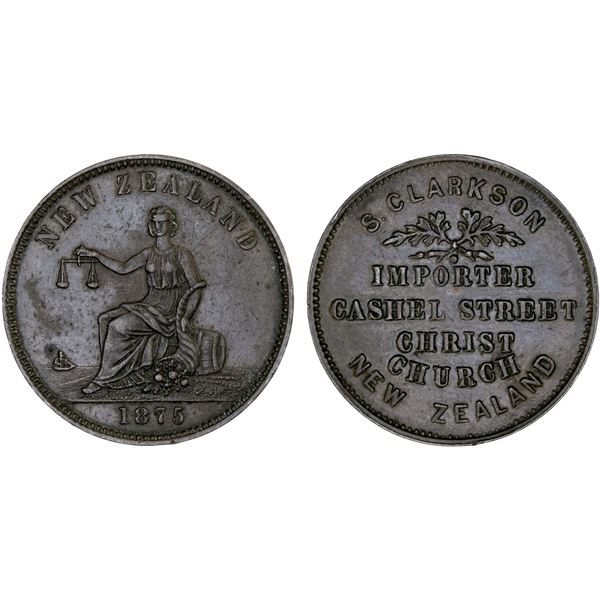 NEW ZEALAND
1875
S. CLARKSON
IMPORTER
CASHEL STREET
CHRIST
CHURCH
NEW ZEALAND